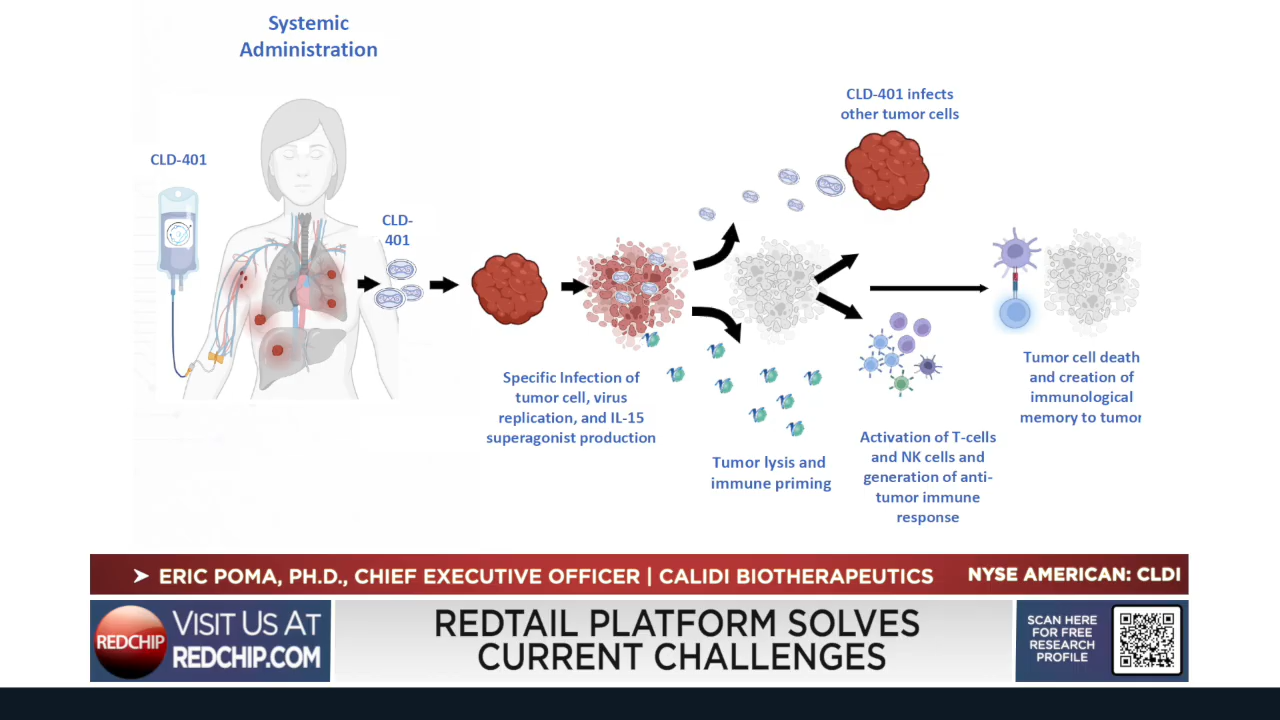 Systemic
Administration
CLD-401
CLD-
401
CLD-401 infects
other tumor cells
Specific Infection of
tumor cell, virus
replication, and IL-15
superagonist production
Tumor lysis and
immune priming
Activation of T-cells
and NK cells and
generation of anti-
tumor immune
response
Tumor cell death
and creation of
immunological
memory to tumor
ERIC POMA, PH.D., CHIEF EXECUTIVE OFFICER | CALIDI BIOTHERAPEUTICS
NYSE AMERICAN: CLDI
REDCHIP
VISIT US AT
REDCHIP.COM
REDTAIL PLATFORM SOLVES
CURRENT CHALLENGES
SCAN HERE
FOR FREE
RESEARCH
PROFILE